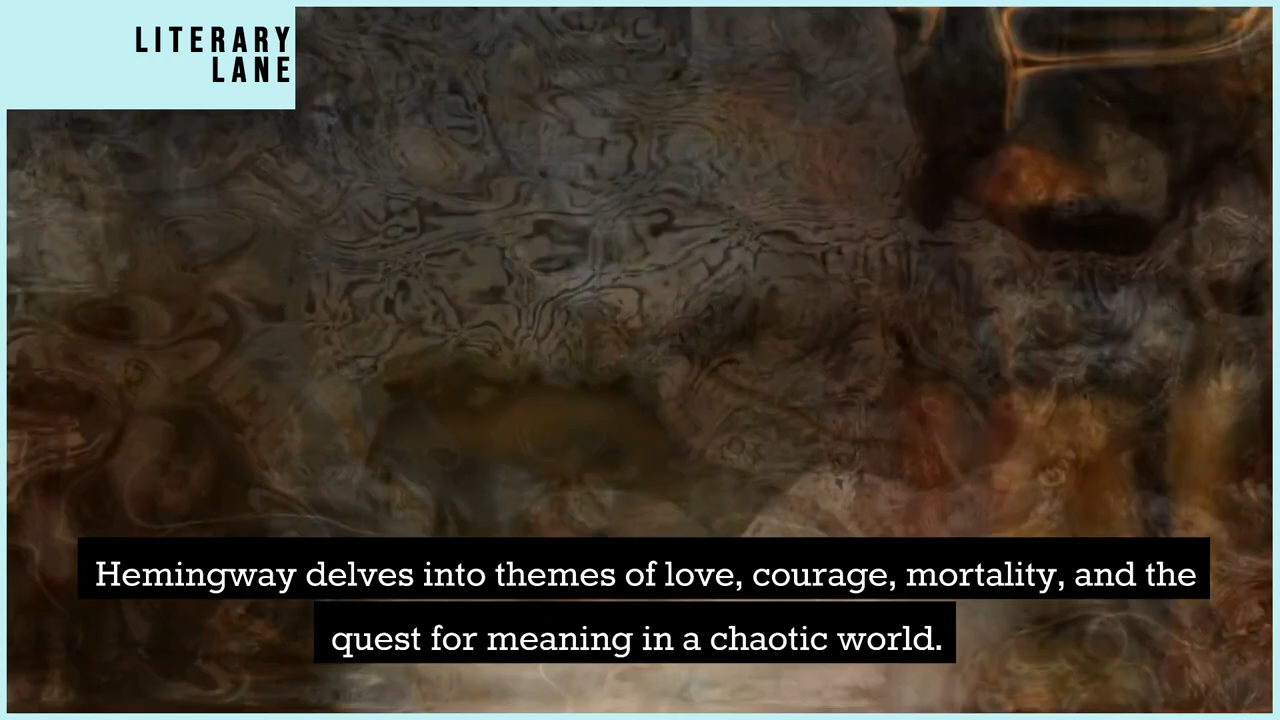 LITERARY
LANE
Hemingway delves into themes of love, courage, mortality, and the
quest for meaning in a chaotic world.